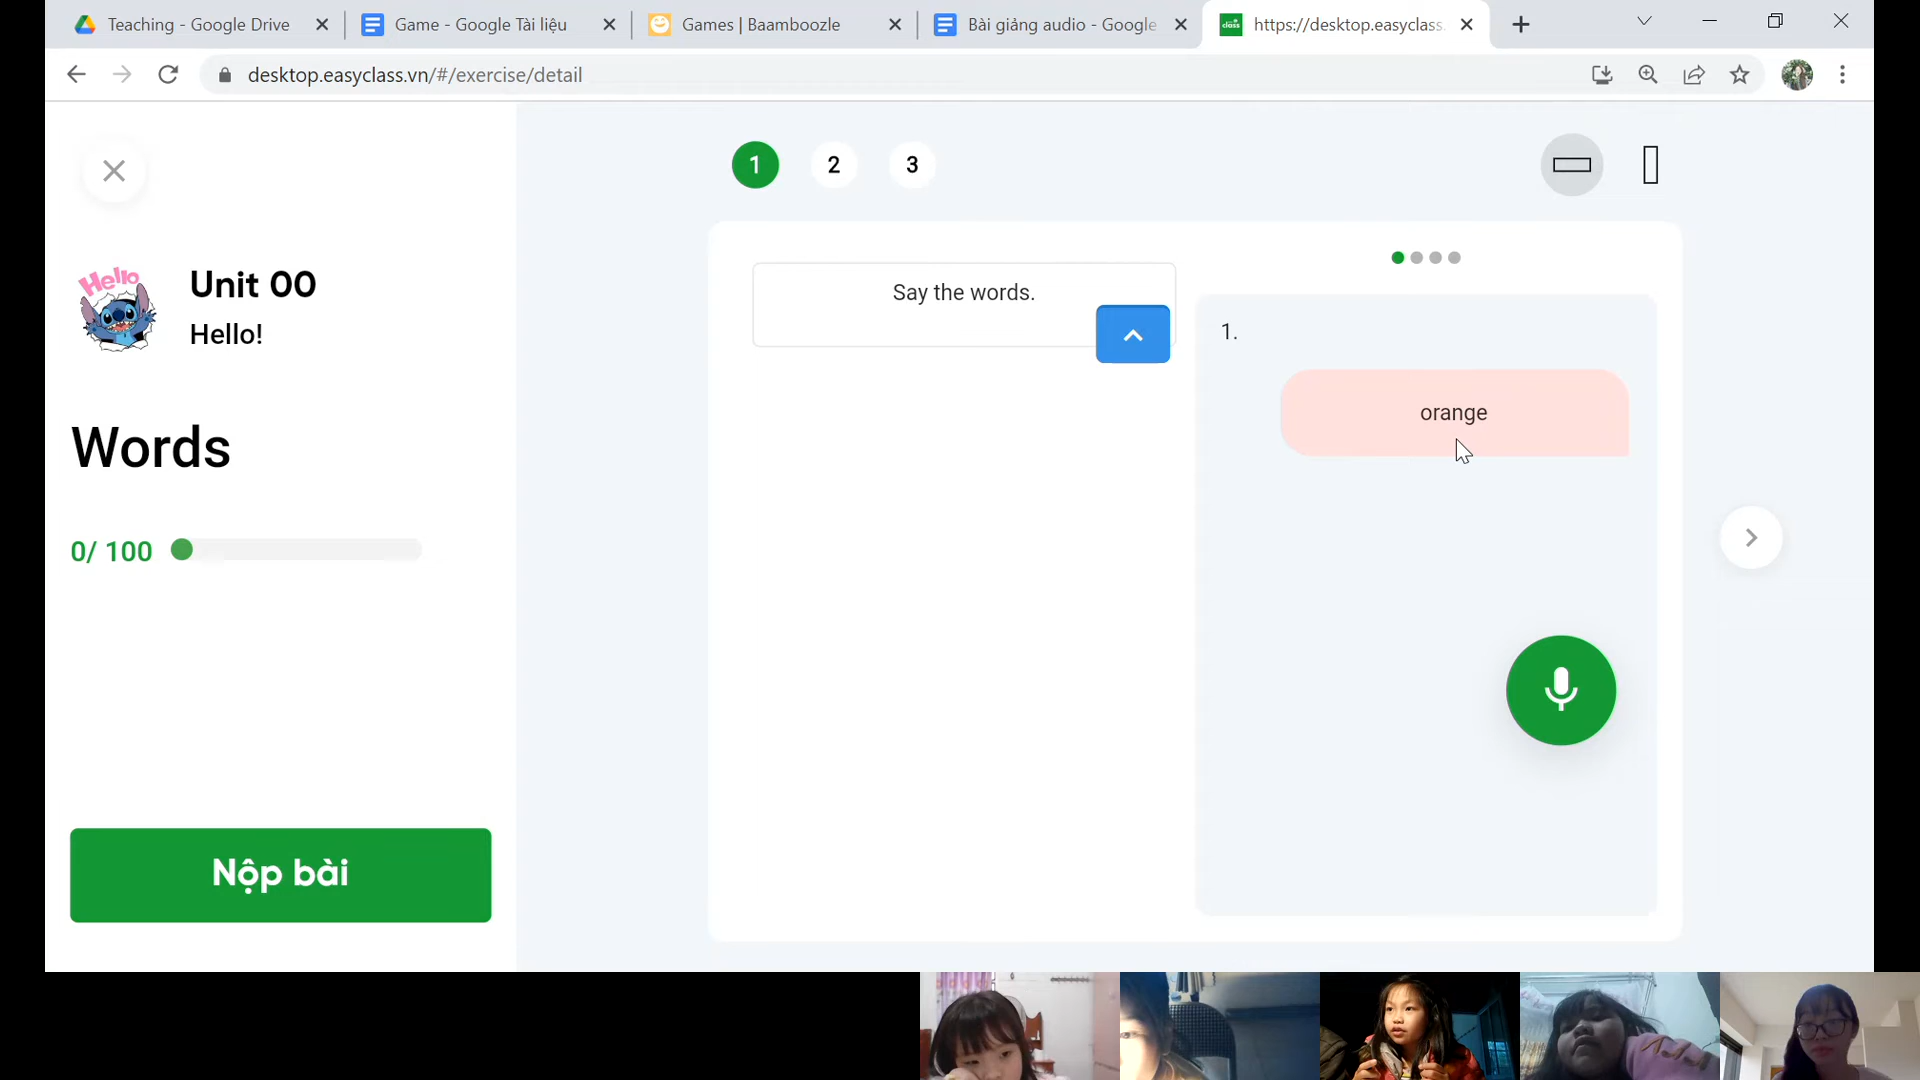 Teaching - Google Drive
Game - Google Tài liệu
Games | Baamboozle
Bài giảng audio - Google
class
https://desktop.easyclass.
desktop.easyclass.vn/#/exercise/detail
1
2
3
Hello
Unit 00
Hello!
Say the words.
1.
orange
Words
0/ 100
Nộp bài